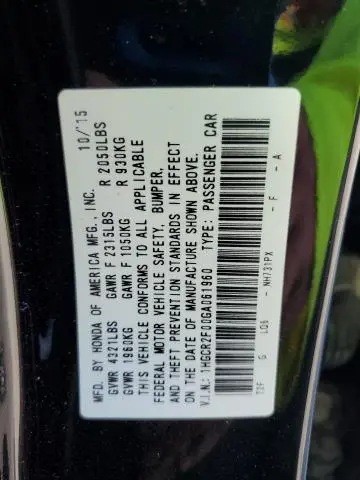 MFD. BY HONDA OF AMERICA MFG., INC. 10/'15
GVWR 4321LBS GAWR F 2315LBS R 2050LBS
GVWR 1960KG GAWR F 1050KG R 930KG
THIS VEHICLE CONFORMS TO ALL APPLICABLE
FEDERAL MOTOR VEHICLE SAFETY, BUMPER,
AND THEFT PREVENTION STANDARDS IN EFFECT
ON THE DATE OF MANUFACTURE SHOWN ABOVE.
V.I.N.: 1HGCR2F00GA061960 TYPE: PASSENGER CAR
T2F G L05 - NH731PX - F - A